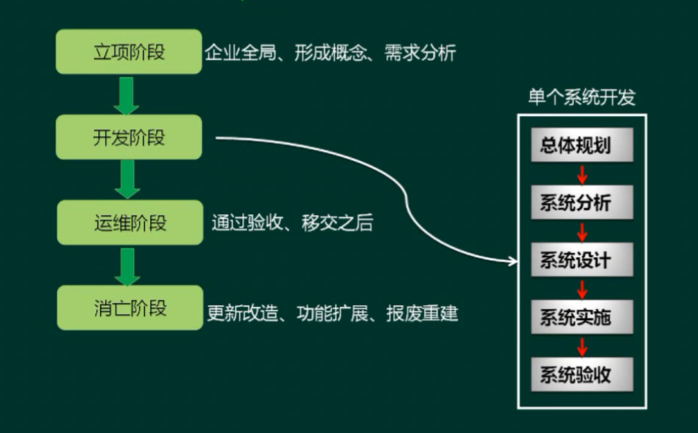 立项阶段
企业全局、形成概念、需求分析
开发阶段
运维阶段
通过验收、移交之后
消亡阶段
更新改造、功能扩展、报废重建
单个系统开发
总体规划
系统分析
系统设计
系统实施
系统验收